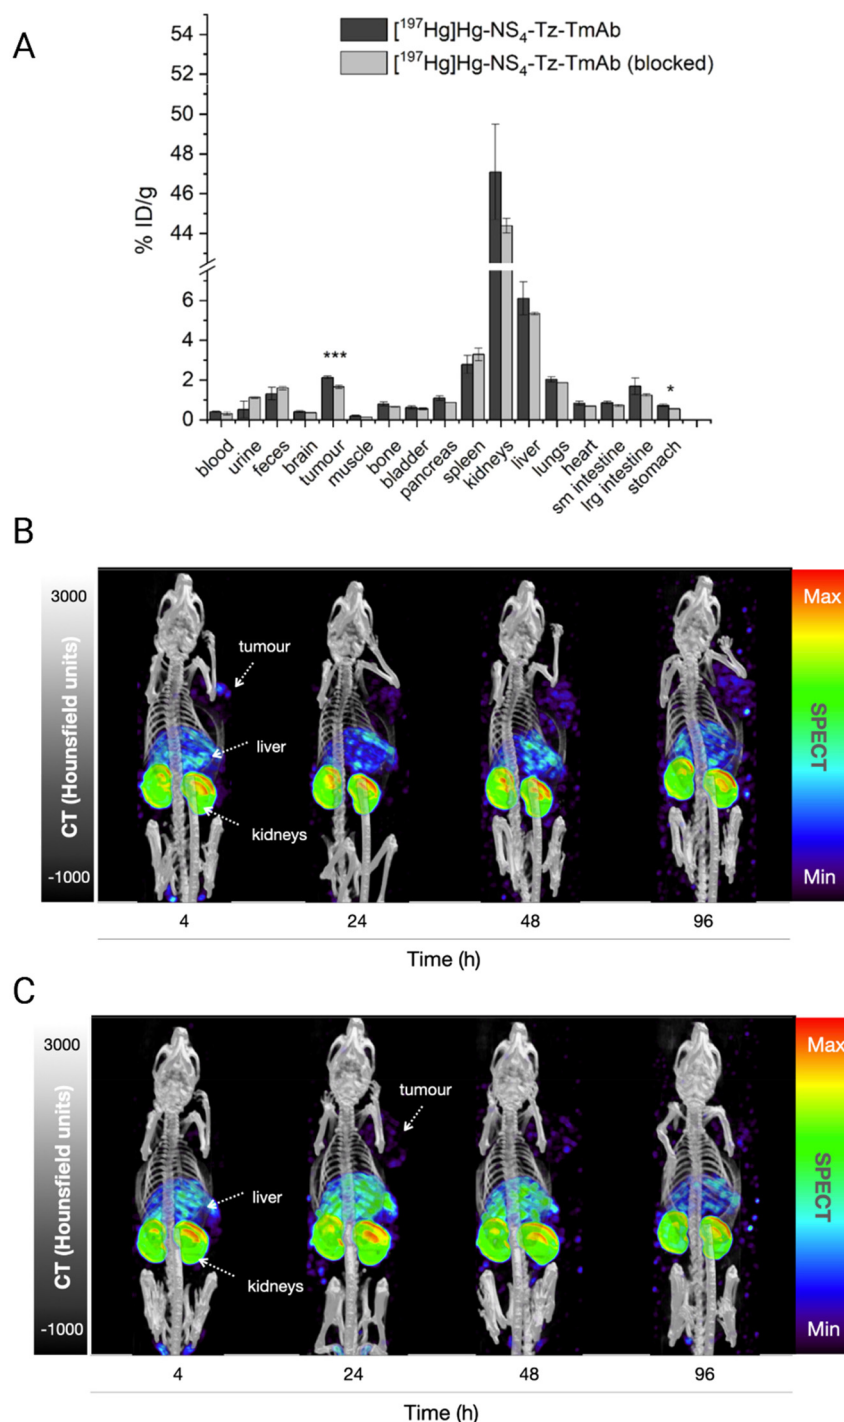 A
[¹⁹⁷Hg]Hg-NS₄-Tz-TmAb
[¹⁹⁷Hg]Hg-NS₄-Tz-TmAb (blocked)
% ID/g
54
52
50
48
46
44
6
4
2
0
***
*
blood
urine
feces
brain
tumour
muscle
bone
bladder
pancreas
spleen
kidneys
liver
lungs
heart
sm intestine
lrg intestine
stomach
B
3000
CT (Hounsfield units)
-1000
tumour
liver
kidneys
Max
SPECT
Min
4 24 48 96
Time (h)
C
3000
CT (Hounsfield units)
-1000
tumour
liver
kidneys
Max
SPECT
Min
4 24 48 96
Time (h)